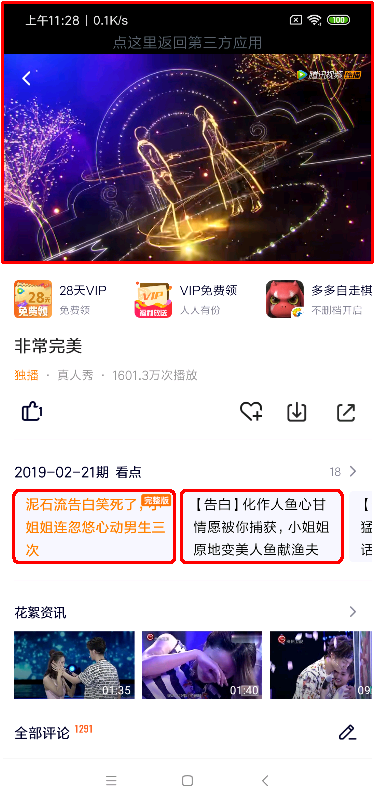 上午11:28 | 0.1K/s
100
点这里返回第三方应用
腾讯视频 独播
28天
免费领
28天VIP
免费领
VIP
福利放送
VIP免费领
人人有份
多多自走棋
不删档开启
非常完美
独播 · 真人秀 · 1601.3万次播放
2019-02-21期 看点
18
泥石流告白笑死了,小
完整版
姐姐连忽悠心动男生三
次
【告白】化作人鱼心甘
情愿被你捕获,小姐姐
原地变美人鱼献渔夫
【
猛
话
花絮资讯
01:35
01:40
09:
全部评论 1291